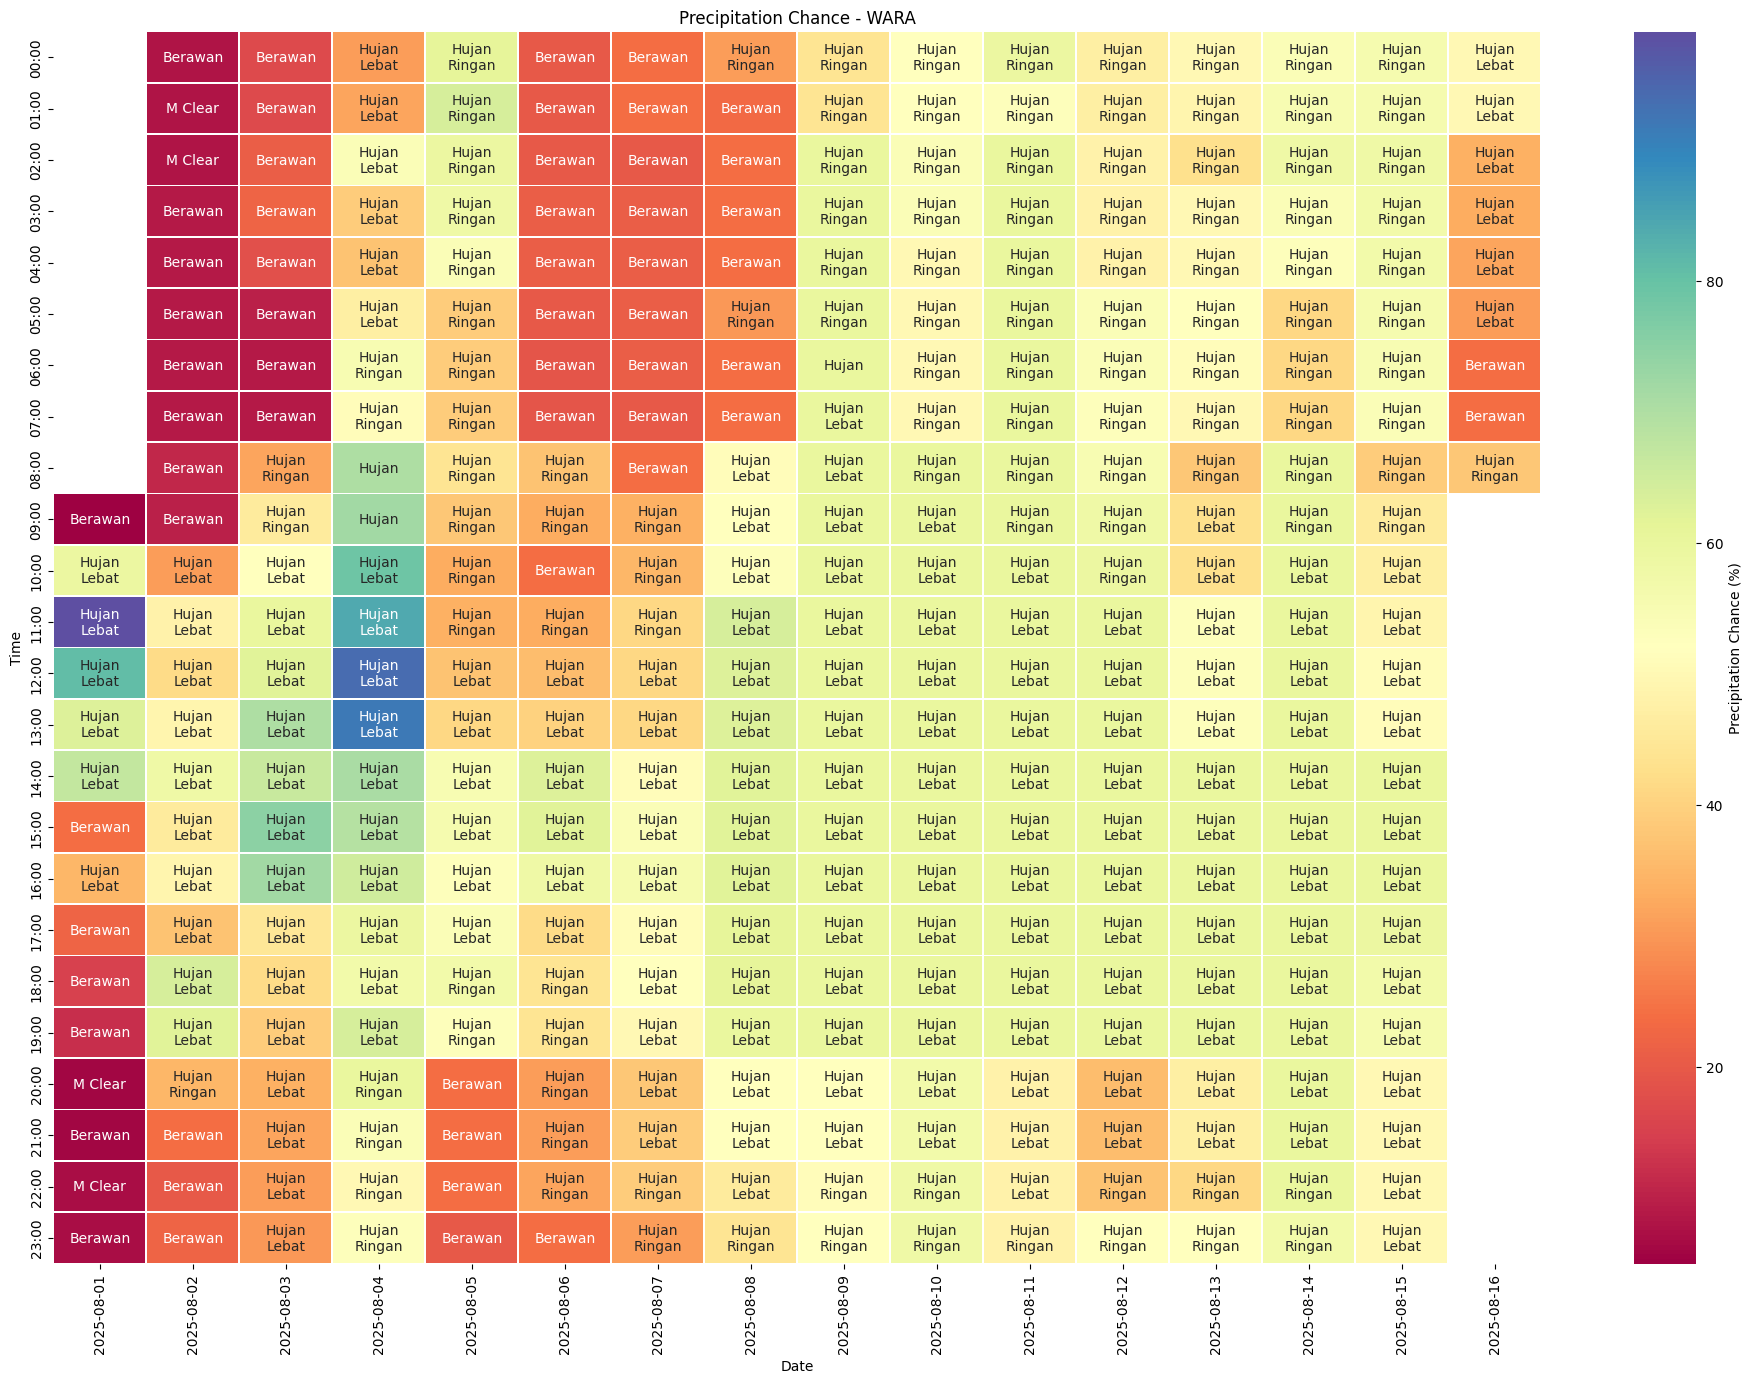 Precipitation Chance - WARA
00:00 Berawan Berawan Hujan Lebat Hujan Ringan Berawan Berawan Hujan Ringan Hujan Ringan Hujan Ringan Hujan Ringan Hujan Ringan Hujan Ringan Hujan Ringan Hujan Ringan Hujan Lebat
01:00 M Clear Berawan Hujan Lebat Hujan Ringan Berawan Berawan Berawan Hujan Ringan Hujan Ringan Hujan Ringan Hujan Ringan Hujan Ringan Hujan Ringan Hujan Ringan Hujan Lebat
02:00 M Clear Berawan Hujan Lebat Hujan Ringan Berawan Berawan Berawan Hujan Ringan Hujan Ringan Hujan Ringan Hujan Ringan Hujan Ringan Hujan Ringan Hujan Ringan Hujan Lebat
03:00 Berawan Berawan Hujan Lebat Hujan Ringan Berawan Berawan Berawan Hujan Ringan Hujan Ringan Hujan Ringan Hujan Ringan Hujan Ringan Hujan Ringan Hujan Ringan Hujan Lebat
04:00 Berawan Berawan Hujan Lebat Hujan Ringan Berawan Berawan Berawan Hujan Ringan Hujan Ringan Hujan Ringan Hujan Ringan Hujan Ringan Hujan Ringan Hujan Ringan Hujan Lebat
05:00 Berawan Berawan Hujan Lebat Hujan Ringan Berawan Berawan Hujan Ringan Hujan Ringan Hujan Ringan Hujan Ringan Hujan Ringan Hujan Ringan Hujan Ringan Hujan Ringan Hujan Lebat
06:00 Berawan Berawan Hujan Ringan Hujan Ringan Berawan Berawan Berawan Hujan Hujan Ringan Hujan Ringan Hujan Ringan Hujan Ringan Hujan Ringan Hujan Ringan Berawan
07:00 Berawan Berawan Hujan Ringan Hujan Ringan Berawan Berawan Berawan Hujan Lebat Hujan Ringan Hujan Ringan Hujan Ringan Hujan Ringan Hujan Ringan Hujan Ringan Berawan
08:00 Berawan Hujan Ringan Hujan Hujan Ringan Hujan Ringan Berawan Hujan Lebat Hujan Lebat Hujan Ringan Hujan Ringan Hujan Ringan Hujan Ringan Hujan Ringan Hujan Ringan Hujan Ringan
09:00 Berawan Berawan Hujan Ringan Hujan Hujan Ringan Hujan Ringan Hujan Ringan Hujan Lebat Hujan Lebat Hujan Lebat Hujan Ringan Hujan Ringan Hujan Lebat Hujan Ringan Hujan Ringan
10:00 Hujan Lebat Hujan Lebat Hujan Lebat Hujan Lebat Hujan Ringan Berawan Hujan Ringan Hujan Lebat Hujan Lebat Hujan Lebat Hujan Lebat Hujan Ringan Hujan Lebat Hujan Lebat Hujan Lebat
11:00 Hujan Lebat Hujan Lebat Hujan Lebat Hujan Lebat Hujan Ringan Hujan Ringan Hujan Ringan Hujan Lebat Hujan Lebat Hujan Lebat Hujan Lebat Hujan Lebat Hujan Lebat Hujan Lebat Hujan Lebat
12:00 Hujan Lebat Hujan Lebat Hujan Lebat Hujan Lebat Hujan Lebat Hujan Lebat Hujan Lebat Hujan Lebat Hujan Lebat Hujan Lebat Hujan Lebat Hujan Lebat Hujan Lebat Hujan Lebat Hujan Lebat
13:00 Hujan Lebat Hujan Lebat Hujan Lebat Hujan Lebat Hujan Lebat Hujan Lebat Hujan Lebat Hujan Lebat Hujan Lebat Hujan Lebat Hujan Lebat Hujan Lebat Hujan Lebat Hujan Lebat Hujan Lebat
14:00 Hujan Lebat Hujan Lebat Hujan Lebat Hujan Lebat Hujan Lebat Hujan Lebat Hujan Lebat Hujan Lebat Hujan Lebat Hujan Lebat Hujan Lebat Hujan Lebat Hujan Lebat Hujan Lebat Hujan Lebat
15:00 Berawan Hujan Lebat Hujan Lebat Hujan Lebat Hujan Lebat Hujan Lebat Hujan Lebat Hujan Lebat Hujan Lebat Hujan Lebat Hujan Lebat Hujan Lebat Hujan Lebat Hujan Lebat Hujan Lebat
16:00 Hujan Lebat Hujan Lebat Hujan Lebat Hujan Lebat Hujan Lebat Hujan Lebat Hujan Lebat Hujan Lebat Hujan Lebat Hujan Lebat Hujan Lebat Hujan Lebat Hujan Lebat Hujan Lebat Hujan Lebat
17:00 Berawan Hujan Lebat Hujan Lebat Hujan Lebat Hujan Lebat Hujan Lebat Hujan Lebat Hujan Lebat Hujan Lebat Hujan Lebat Hujan Lebat Hujan Lebat Hujan Lebat Hujan Lebat Hujan Lebat
18:00 Berawan Hujan Lebat Hujan Lebat Hujan Lebat Hujan Ringan Hujan Ringan Hujan Lebat Hujan Lebat Hujan Lebat Hujan Lebat Hujan Lebat Hujan Lebat Hujan Lebat Hujan Lebat Hujan Lebat
19:00 Berawan Hujan Lebat Hujan Lebat Hujan Lebat Hujan Ringan Hujan Ringan Hujan Lebat Hujan Lebat Hujan Lebat Hujan Lebat Hujan Lebat Hujan Lebat Hujan Lebat Hujan Lebat Hujan Lebat
20:00 M Clear Hujan Ringan Hujan Lebat Hujan Ringan Berawan Hujan Ringan Hujan Lebat Hujan Lebat Hujan Lebat Hujan Lebat Hujan Lebat Hujan Lebat Hujan Lebat Hujan Lebat Hujan Lebat
21:00 Berawan Berawan Hujan Lebat Hujan Ringan Berawan Hujan Ringan Hujan Lebat Hujan Lebat Hujan Lebat Hujan Lebat Hujan Lebat Hujan Lebat Hujan Lebat Hujan Lebat Hujan Lebat
22:00 M Clear Berawan Hujan Lebat Hujan Ringan Berawan Hujan Ringan Hujan Ringan Hujan Lebat Hujan Ringan Hujan Ringan Hujan Lebat Hujan Ringan Hujan Ringan Hujan Ringan Hujan Lebat
23:00 Berawan Berawan Hujan Lebat Hujan Ringan Berawan Berawan Hujan Ringan Hujan Ringan Hujan Ringan Hujan Ringan Hujan Ringan Hujan Ringan Hujan Ringan Hujan Ringan Hujan Lebat
2025-08-01 2025-08-02 2025-08-03 2025-08-04 2025-08-05 2025-08-06 2025-08-07 2025-08-08 2025-08-09 2025-08-10 2025-08-11 2025-08-12 2025-08-13 2025-08-14 2025-08-15 2025-08-16
Time
Date
80
60
40
20
Precipitation Chance (%)